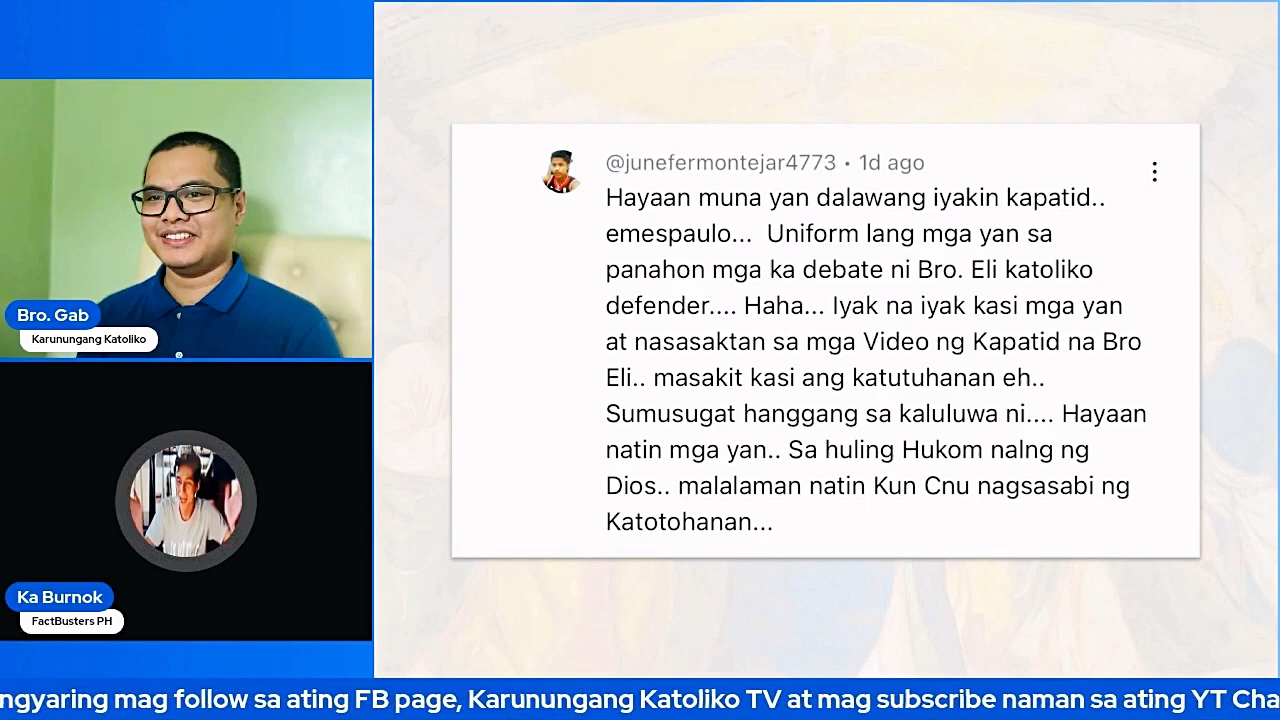 Bro. Gab
Karunungang Katoliko
Ka Burnok
FactBusters PH
@junefermontejar4773 • 1d ago
Hayaan muna yan dalawang iyakin kapatid..
emespaulo... Uniform lang mga yan sa
panahon mga ka debate ni Bro. Eli katoliko
defender.... Haha... Iyak na iyak kasi mga yan
at nasasaktan sa mga Video ng Kapatid na Bro
Eli.. masakit kasi ang katutuhanan eh..
Sumusugat hanggang sa kaluluwa ni.... Hayaan
natin mga yan.. Sa huling Hukom nalng ng
Dios.. malalaman natin Kun Cnu nagsasabi ng
Katotohanan...
ngyaring mag follow sa ating FB page, Karunungang Katoliko TV at mag subscribe naman sa ating YT Cha